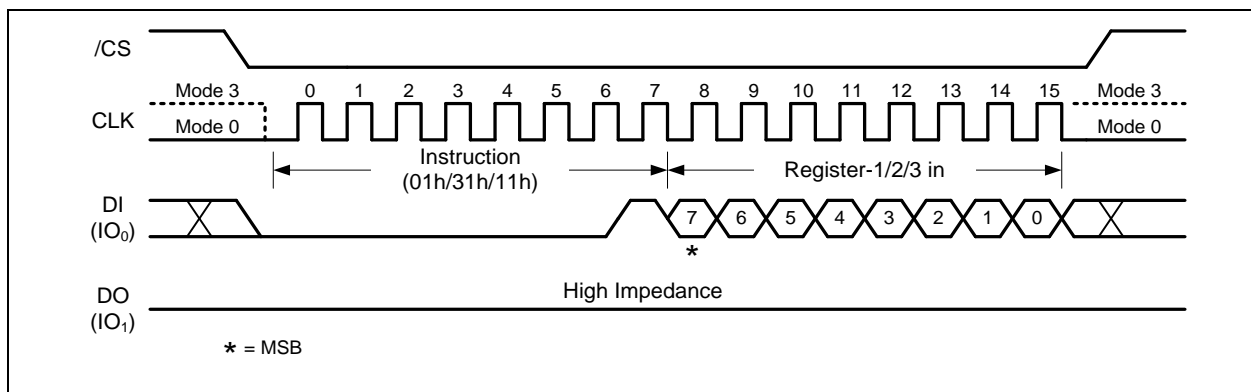 /CS
Mode 3 0 1 2 3 4 5 6 7 8 9 10 11 12 13 14 15 Mode 3
CLK
Mode 0 Mode 0
Instruction
(01h/31h/11h)
Register-1/2/3 in
DI
(IO₀)
7 6 5 4 3 2 1 0
*
DO
(IO₁)
High Impedance
* = MSB